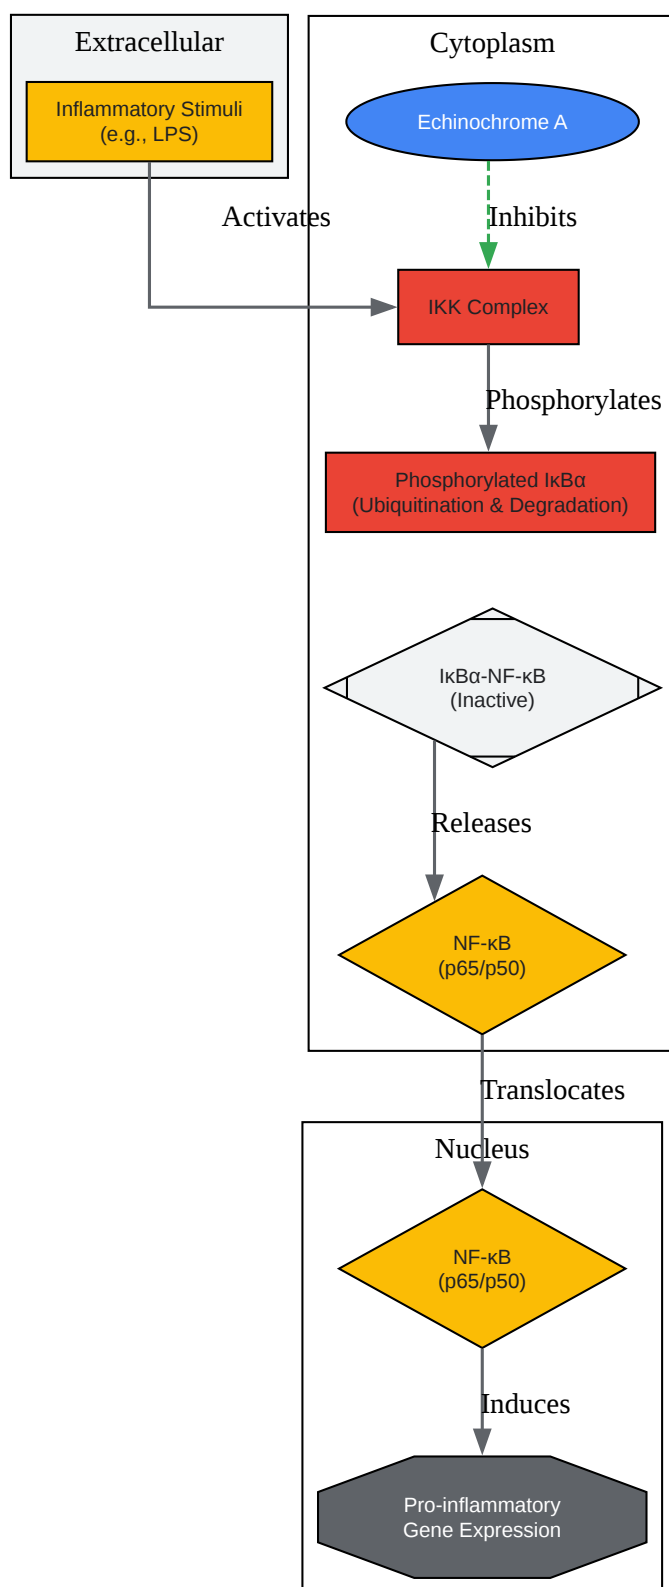 Extracellular
Inflammatory Stimuli
(e.g., LPS)
Cytoplasm
Echinochrome A
Activates
Inhibits
IKK Complex
Phosphorylates
Phosphorylated IκBα
(Ubiquitination & Degradation)
IκBα-NF-κB
(Inactive)
Releases
NF-κB
(p65/p50)
Translocates
Nucleus
NF-κB
(p65/p50)
Induces
Pro-inflammatory
Gene Expression